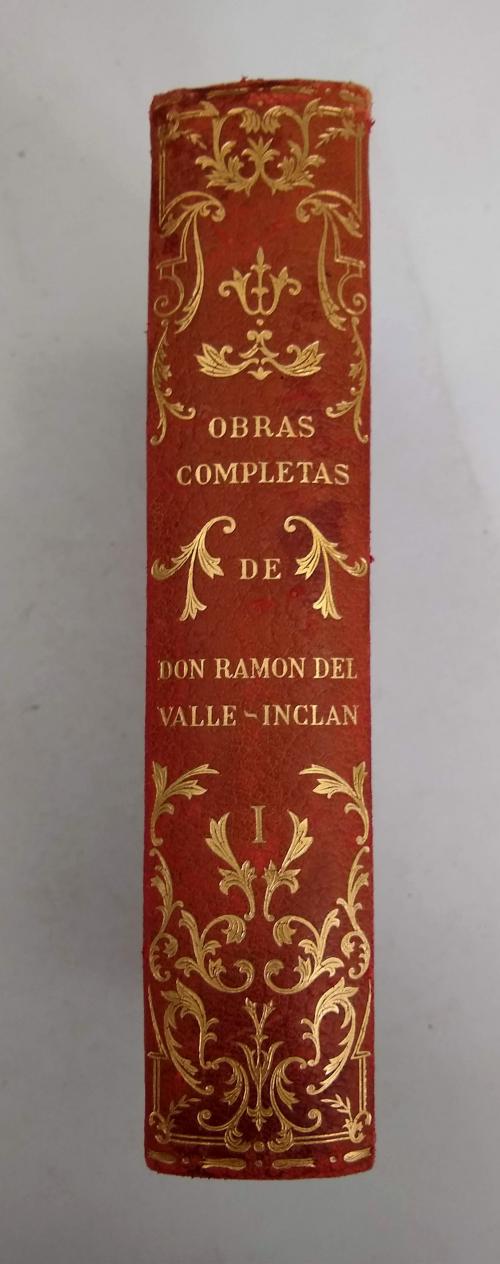 OBRAS
COMPLETAS
DE
DON RAMON DEL
VALLE-INCLAN
I